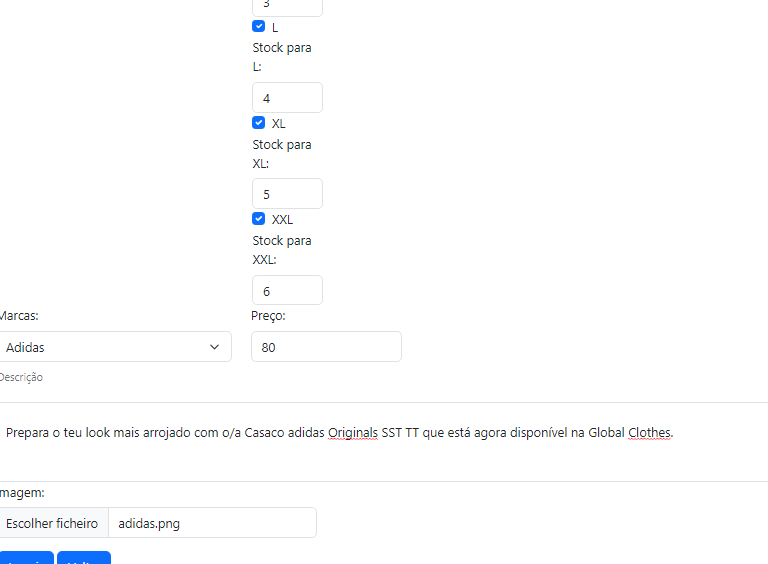 3
L
Stock para
L:
4
XL
Stock para
XL:
5
XXL
Stock para
XXL:
6
Marcas:
Preço:
Adidas
80
Descrição
Prepara o teu look mais arrojado com o/a Casaco adidas Originals SST TT que está agora disponível na Global Clothes.
Imagem:
Escolher ficheiro
adidas.png